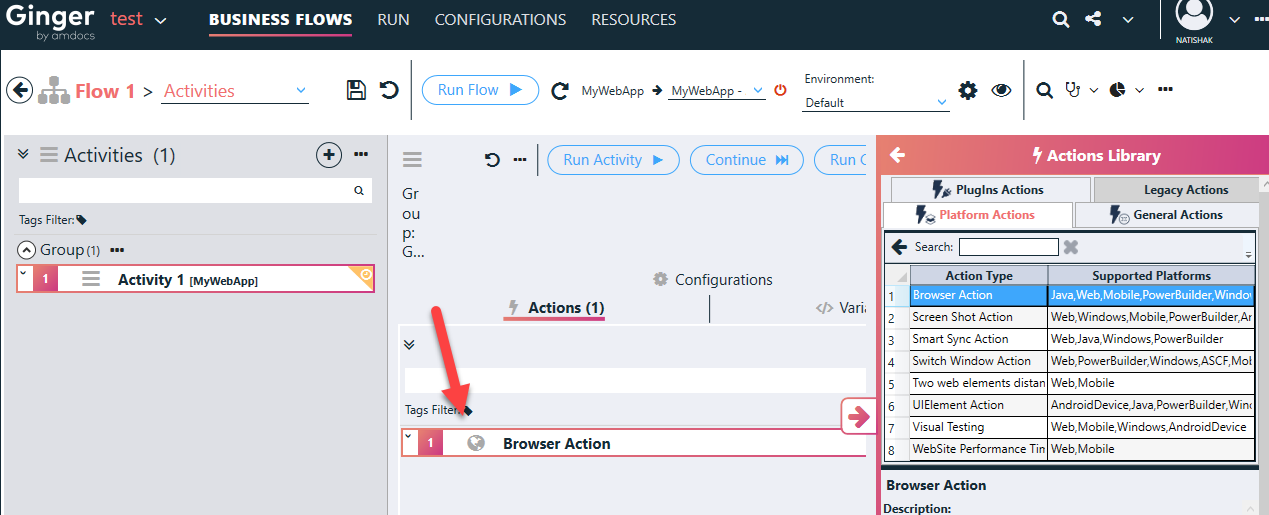 Ginger
by amdocs
test
BUSINESS FLOWS
RUN
CONFIGURATIONS
RESOURCES
NATISHAK
Flow 1 > Activities
Run Flow
MyWebApp
MyWebApp -
Environment:
Default
Activities (1)
Tags Filter:
Group (1)
1
Activity 1 [MyWebApp]
Run Activity
Continue
Run
Gr
ou
p:
G...
Configurations
Actions (1)
Varia
Tags Filter:
1
Browser Action
Actions Library
PlugIns Actions
Legacy Actions
Platform Actions
General Actions
Search:
Action Type Supported Platforms
1 Browser Action Java,Web,Mobile,PowerBuilder,Window
2 Screen Shot Action Web,Windows,Mobile,PowerBuilder,An
3 Smart Sync Action Web,Java,Windows,PowerBuilder
4 Switch Window Action Web,PowerBuilder,Windows,ASCF,Mob
5 Two web elements distan Web,Mobile
6 UIElement Action AndroidDevice,Java,PowerBuilder,Wind
7 Visual Testing Web,Mobile,Windows,AndroidDevice
8 WebSite Performance Tim Web,Mobile
Browser Action
Description: